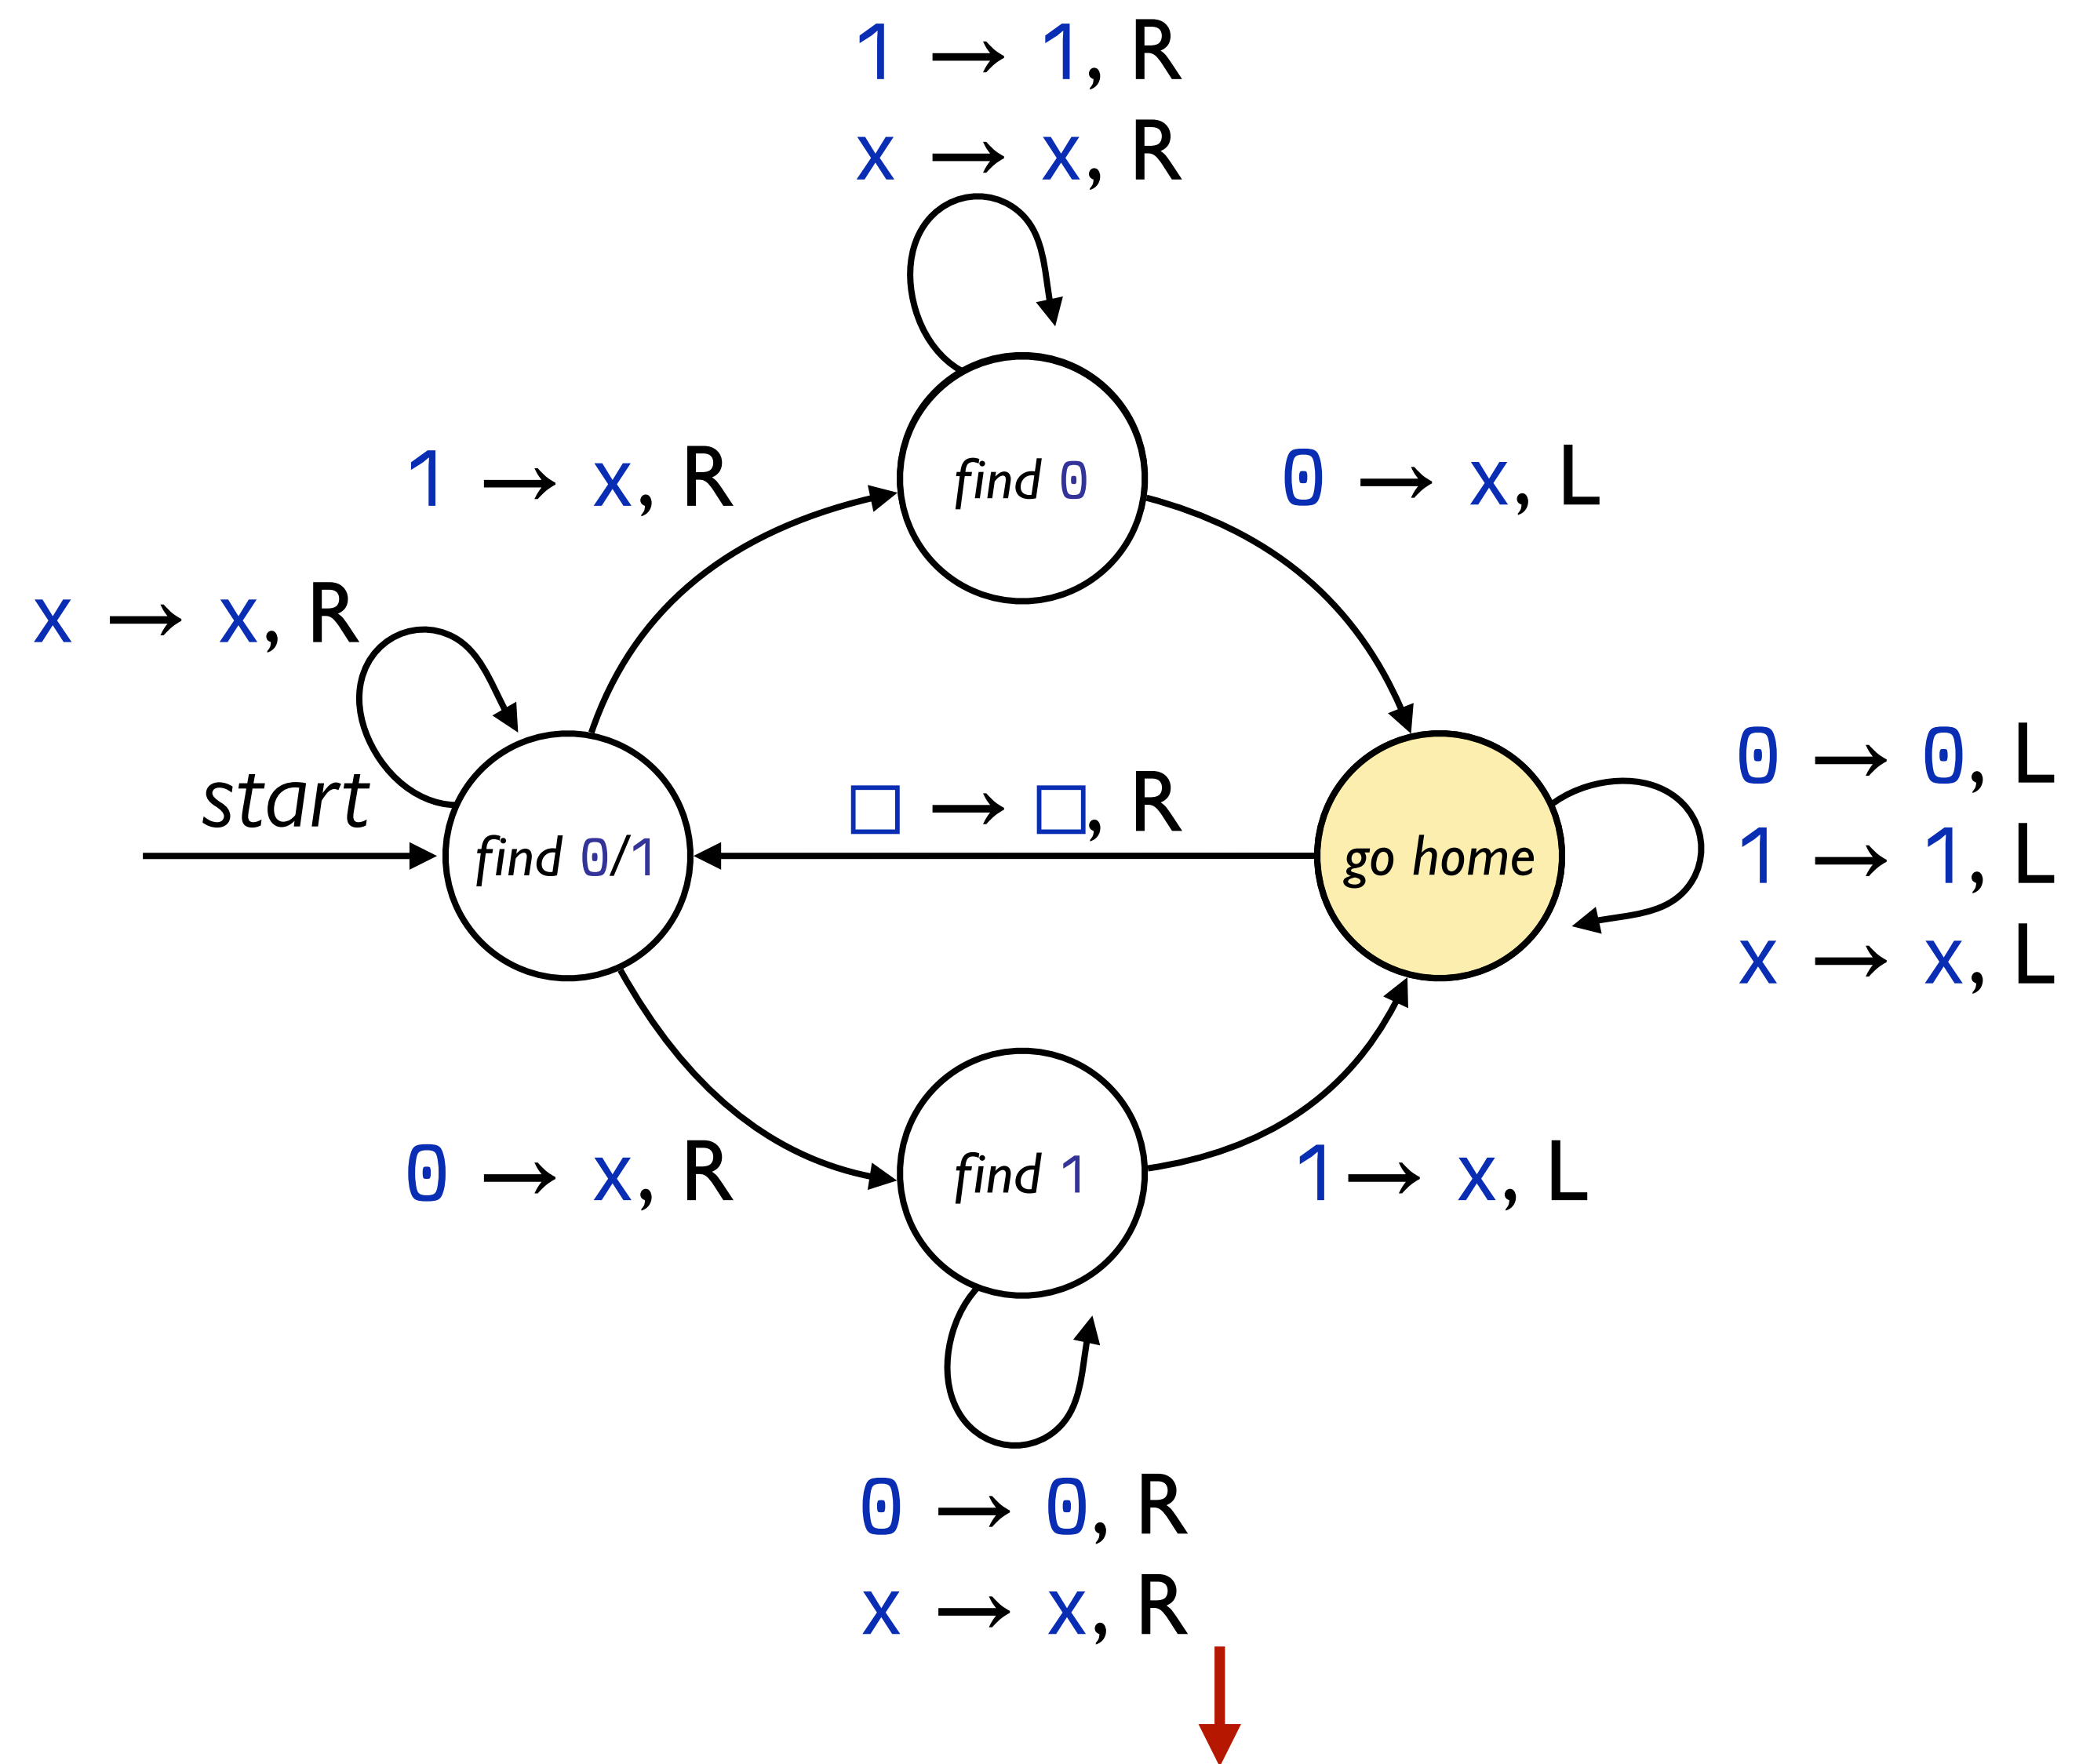 1 → 1, R
x → x, R
1 → x, R
find 0
0 → x, L
x → x, R
start
find 0/1
□ → □, R
go home
0 → 0, L
1 → 1, L
x → x, L
0 → x, R
find 1
1 → x, L
0 → 0, R
x → x, R